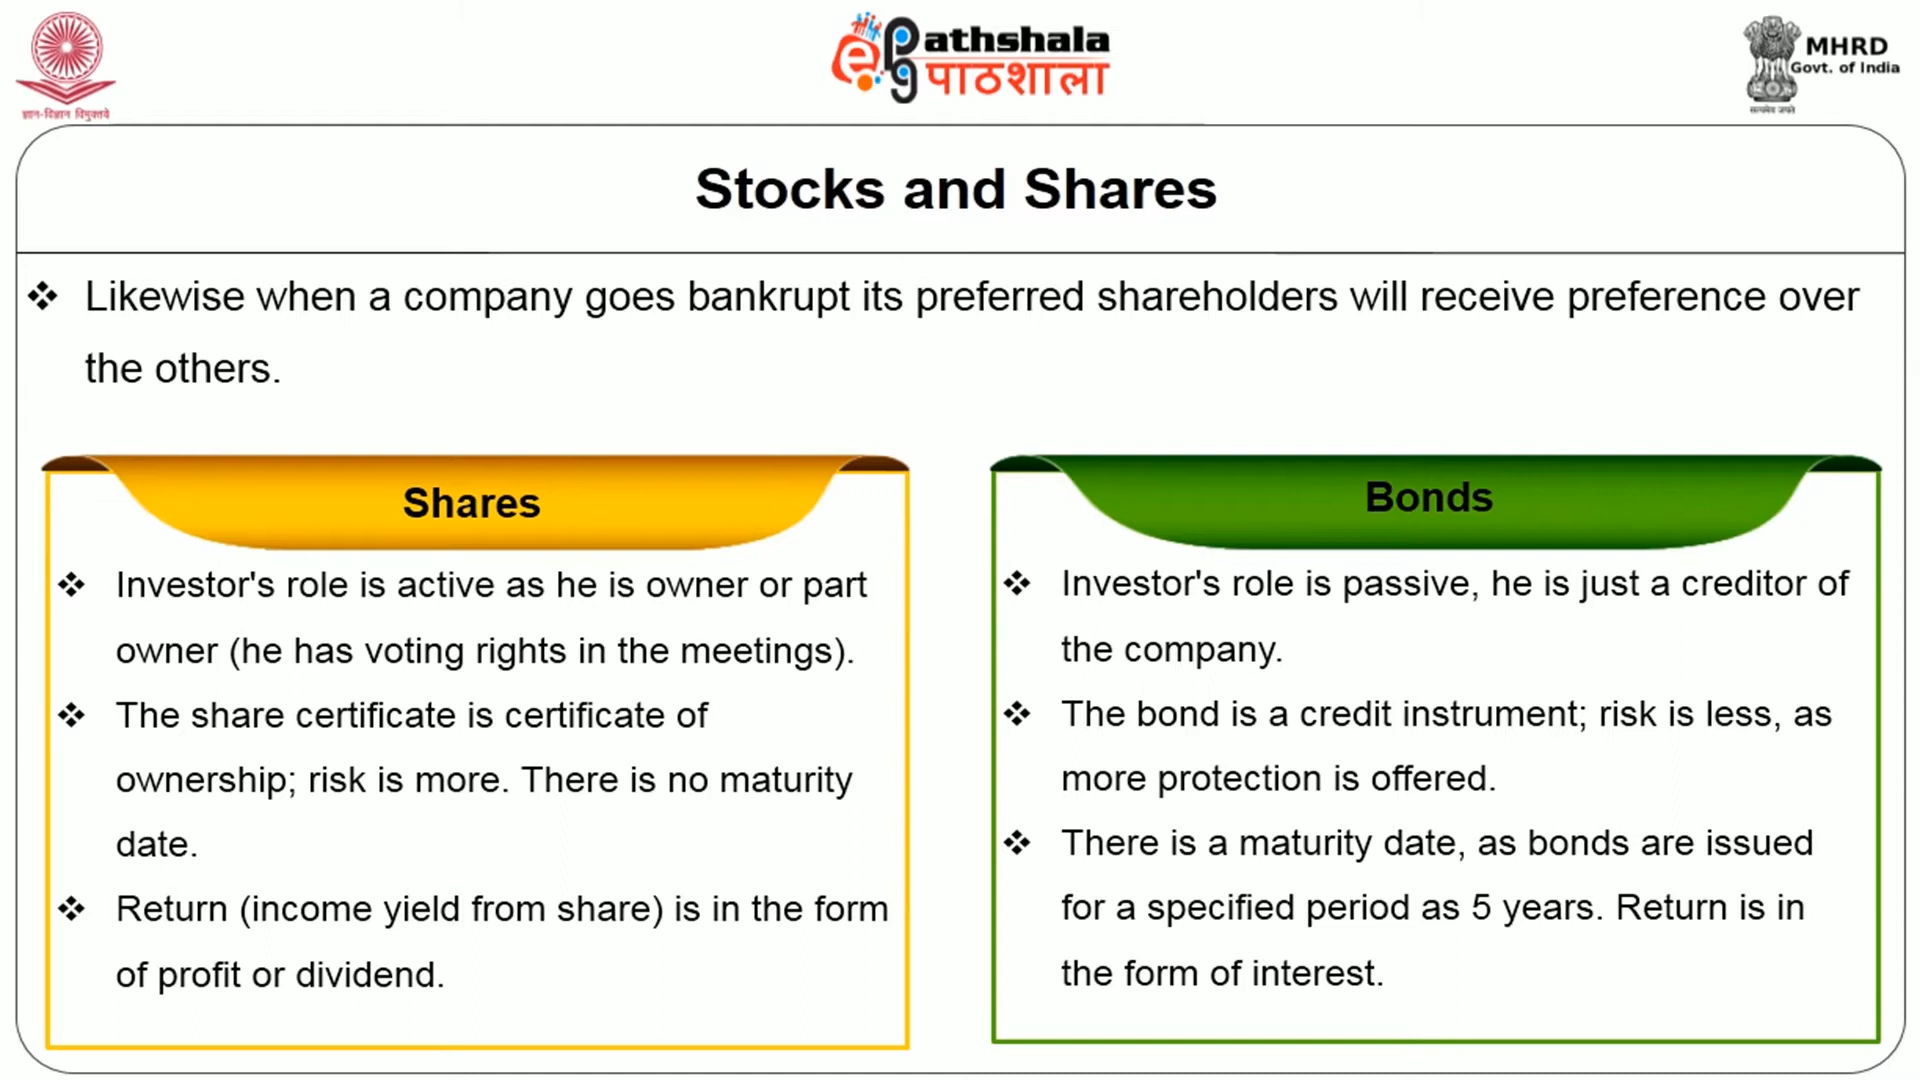 ज्ञान-विज्ञान विमुक्तये
e
pg
athshala
पाठशाला
MHRD
Govt. of India
सत्यमेव जयते
Stocks and Shares
❖ Likewise when a company goes bankrupt its preferred shareholders will receive preference over
the others.
Shares
❖ Investor's role is active as he is owner or part
owner (he has voting rights in the meetings).
❖ The share certificate is certificate of
ownership; risk is more. There is no maturity
date.
❖ Return (income yield from share) is in the form
of profit or dividend.
Bonds
❖ Investor's role is passive, he is just a creditor of
the company.
❖ The bond is a credit instrument; risk is less, as
more protection is offered.
❖ There is a maturity date, as bonds are issued
for a specified period as 5 years. Return is in
the form of interest.